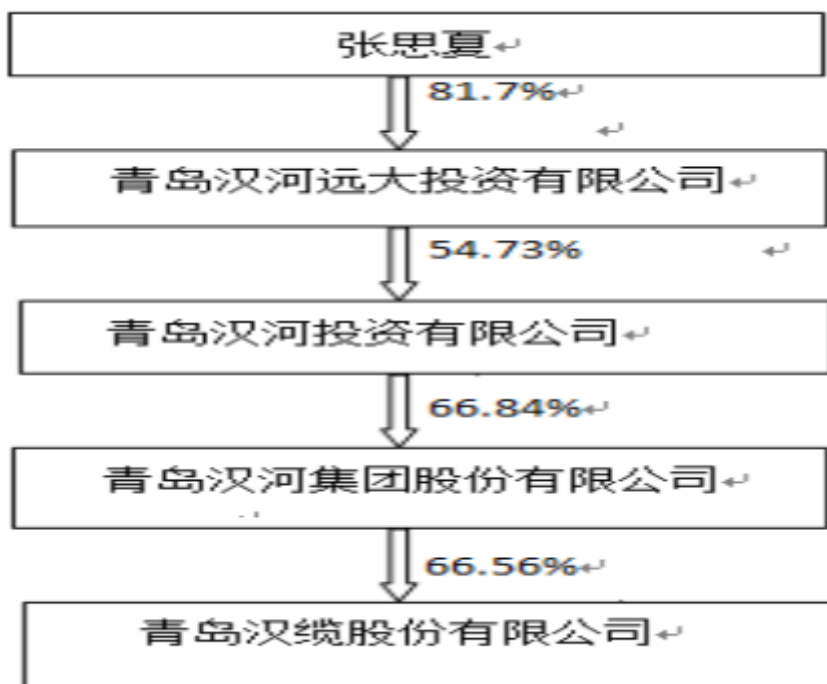 张思夏
81.7%
青岛汉河远大投资有限公司
54.73%
青岛汉河投资有限公司
66.84%
青岛汉河集团股份有限公司
66.56%
青岛汉缆股份有限公司